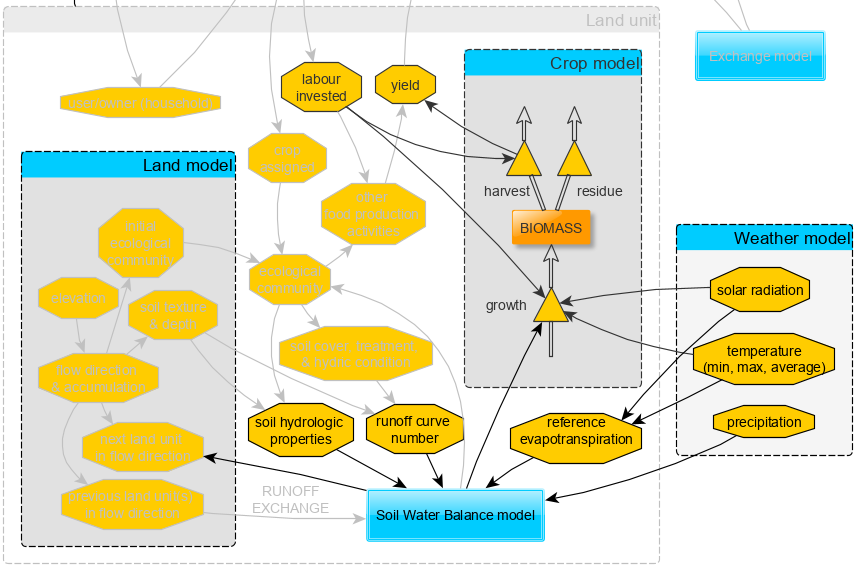 Land unit
Exchange model
user/owner (household)
labour
invested
yield
Crop model
crop
assigned
Land model
other
food production
activities
harvest
residue
BIOMASS
growth
Weather model
solar radiation
temperature
(min, max, average)
precipitation
initial
ecological
community
elevation
soil texture
& depth
ecological
community
flow direction
& accumulation
soil cover, treatment,
& hydric condition
soil hydrologic
properties
runoff curve
number
reference
evapotranspiration
next land unit
in flow direction
previous land unit(s)
in flow direction
RUNOFF
EXCHANGE
Soil Water Balance model